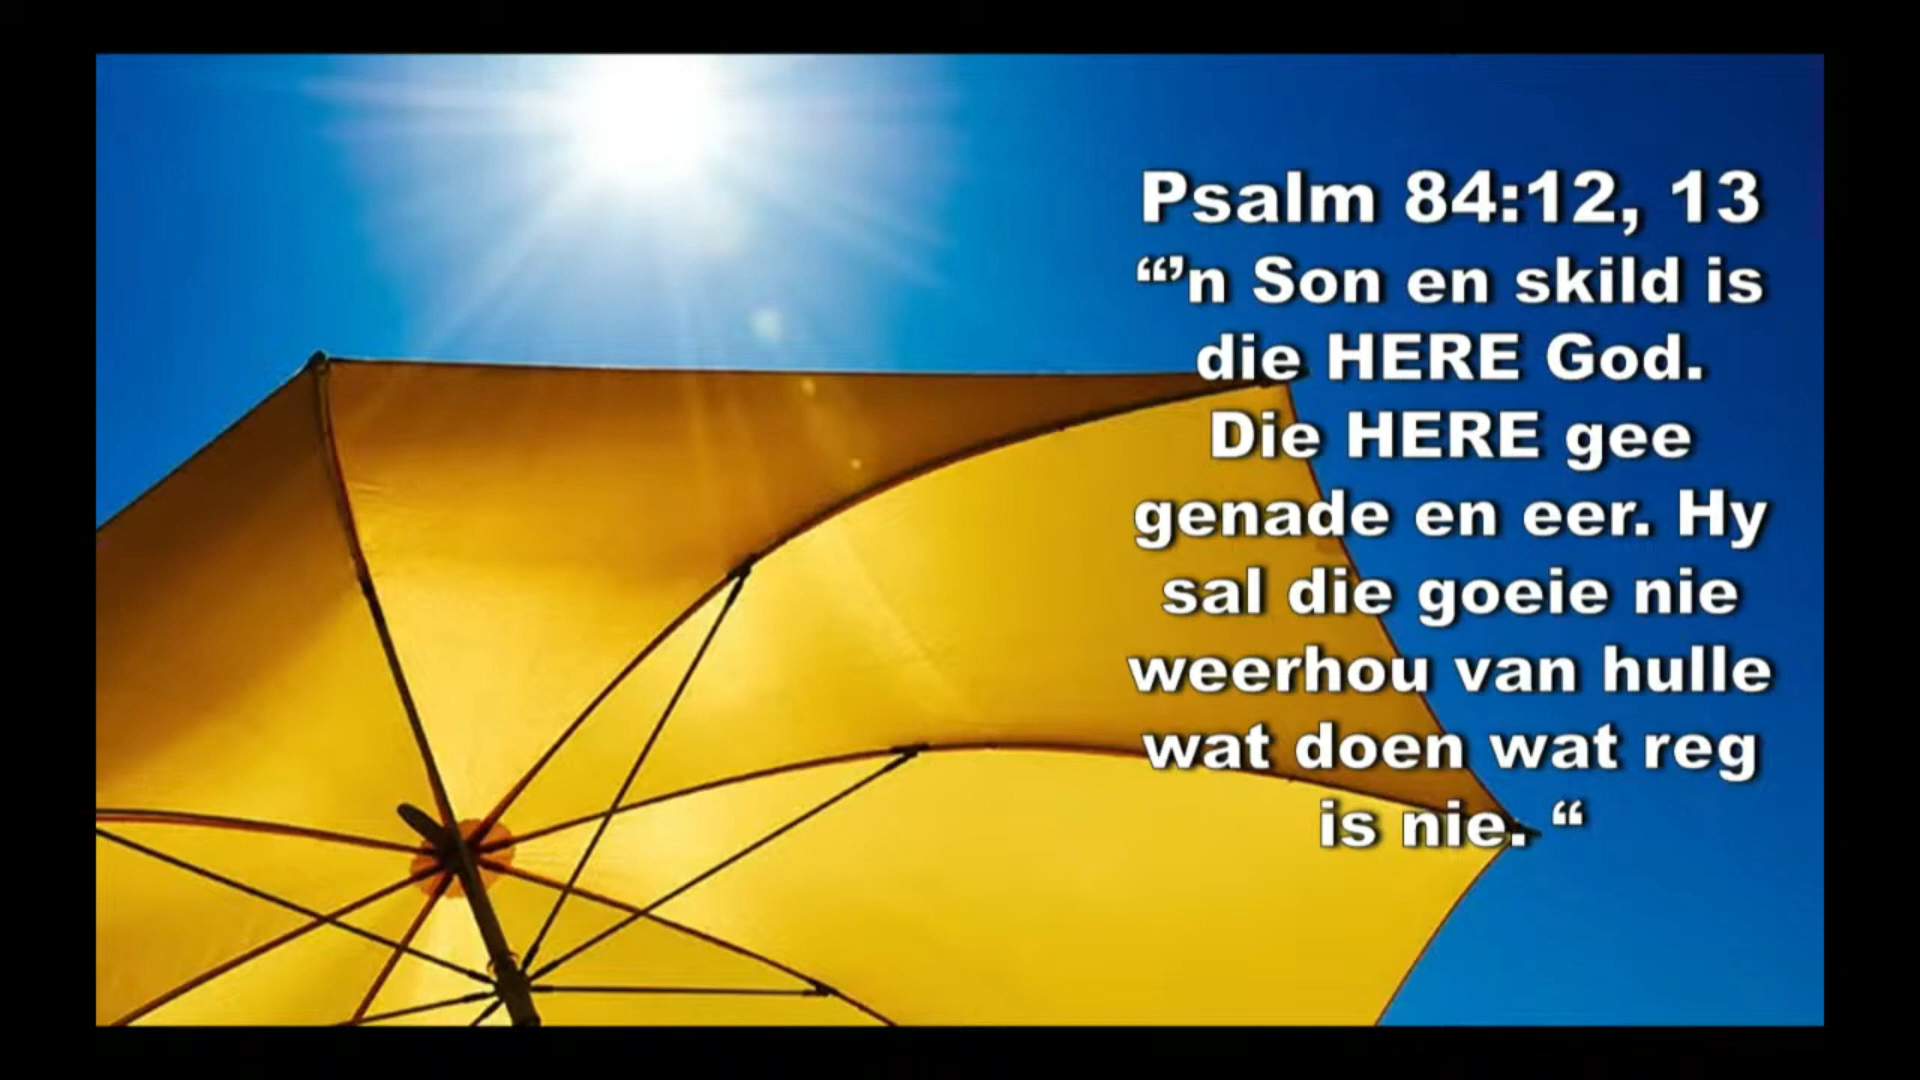 Psalm 84:12, 13
“’n Son en skild is
die HERE God.
Die HERE gee
genade en eer. Hy
sal die goeie nie
weerhou van hulle
wat doen wat reg
is nie. “